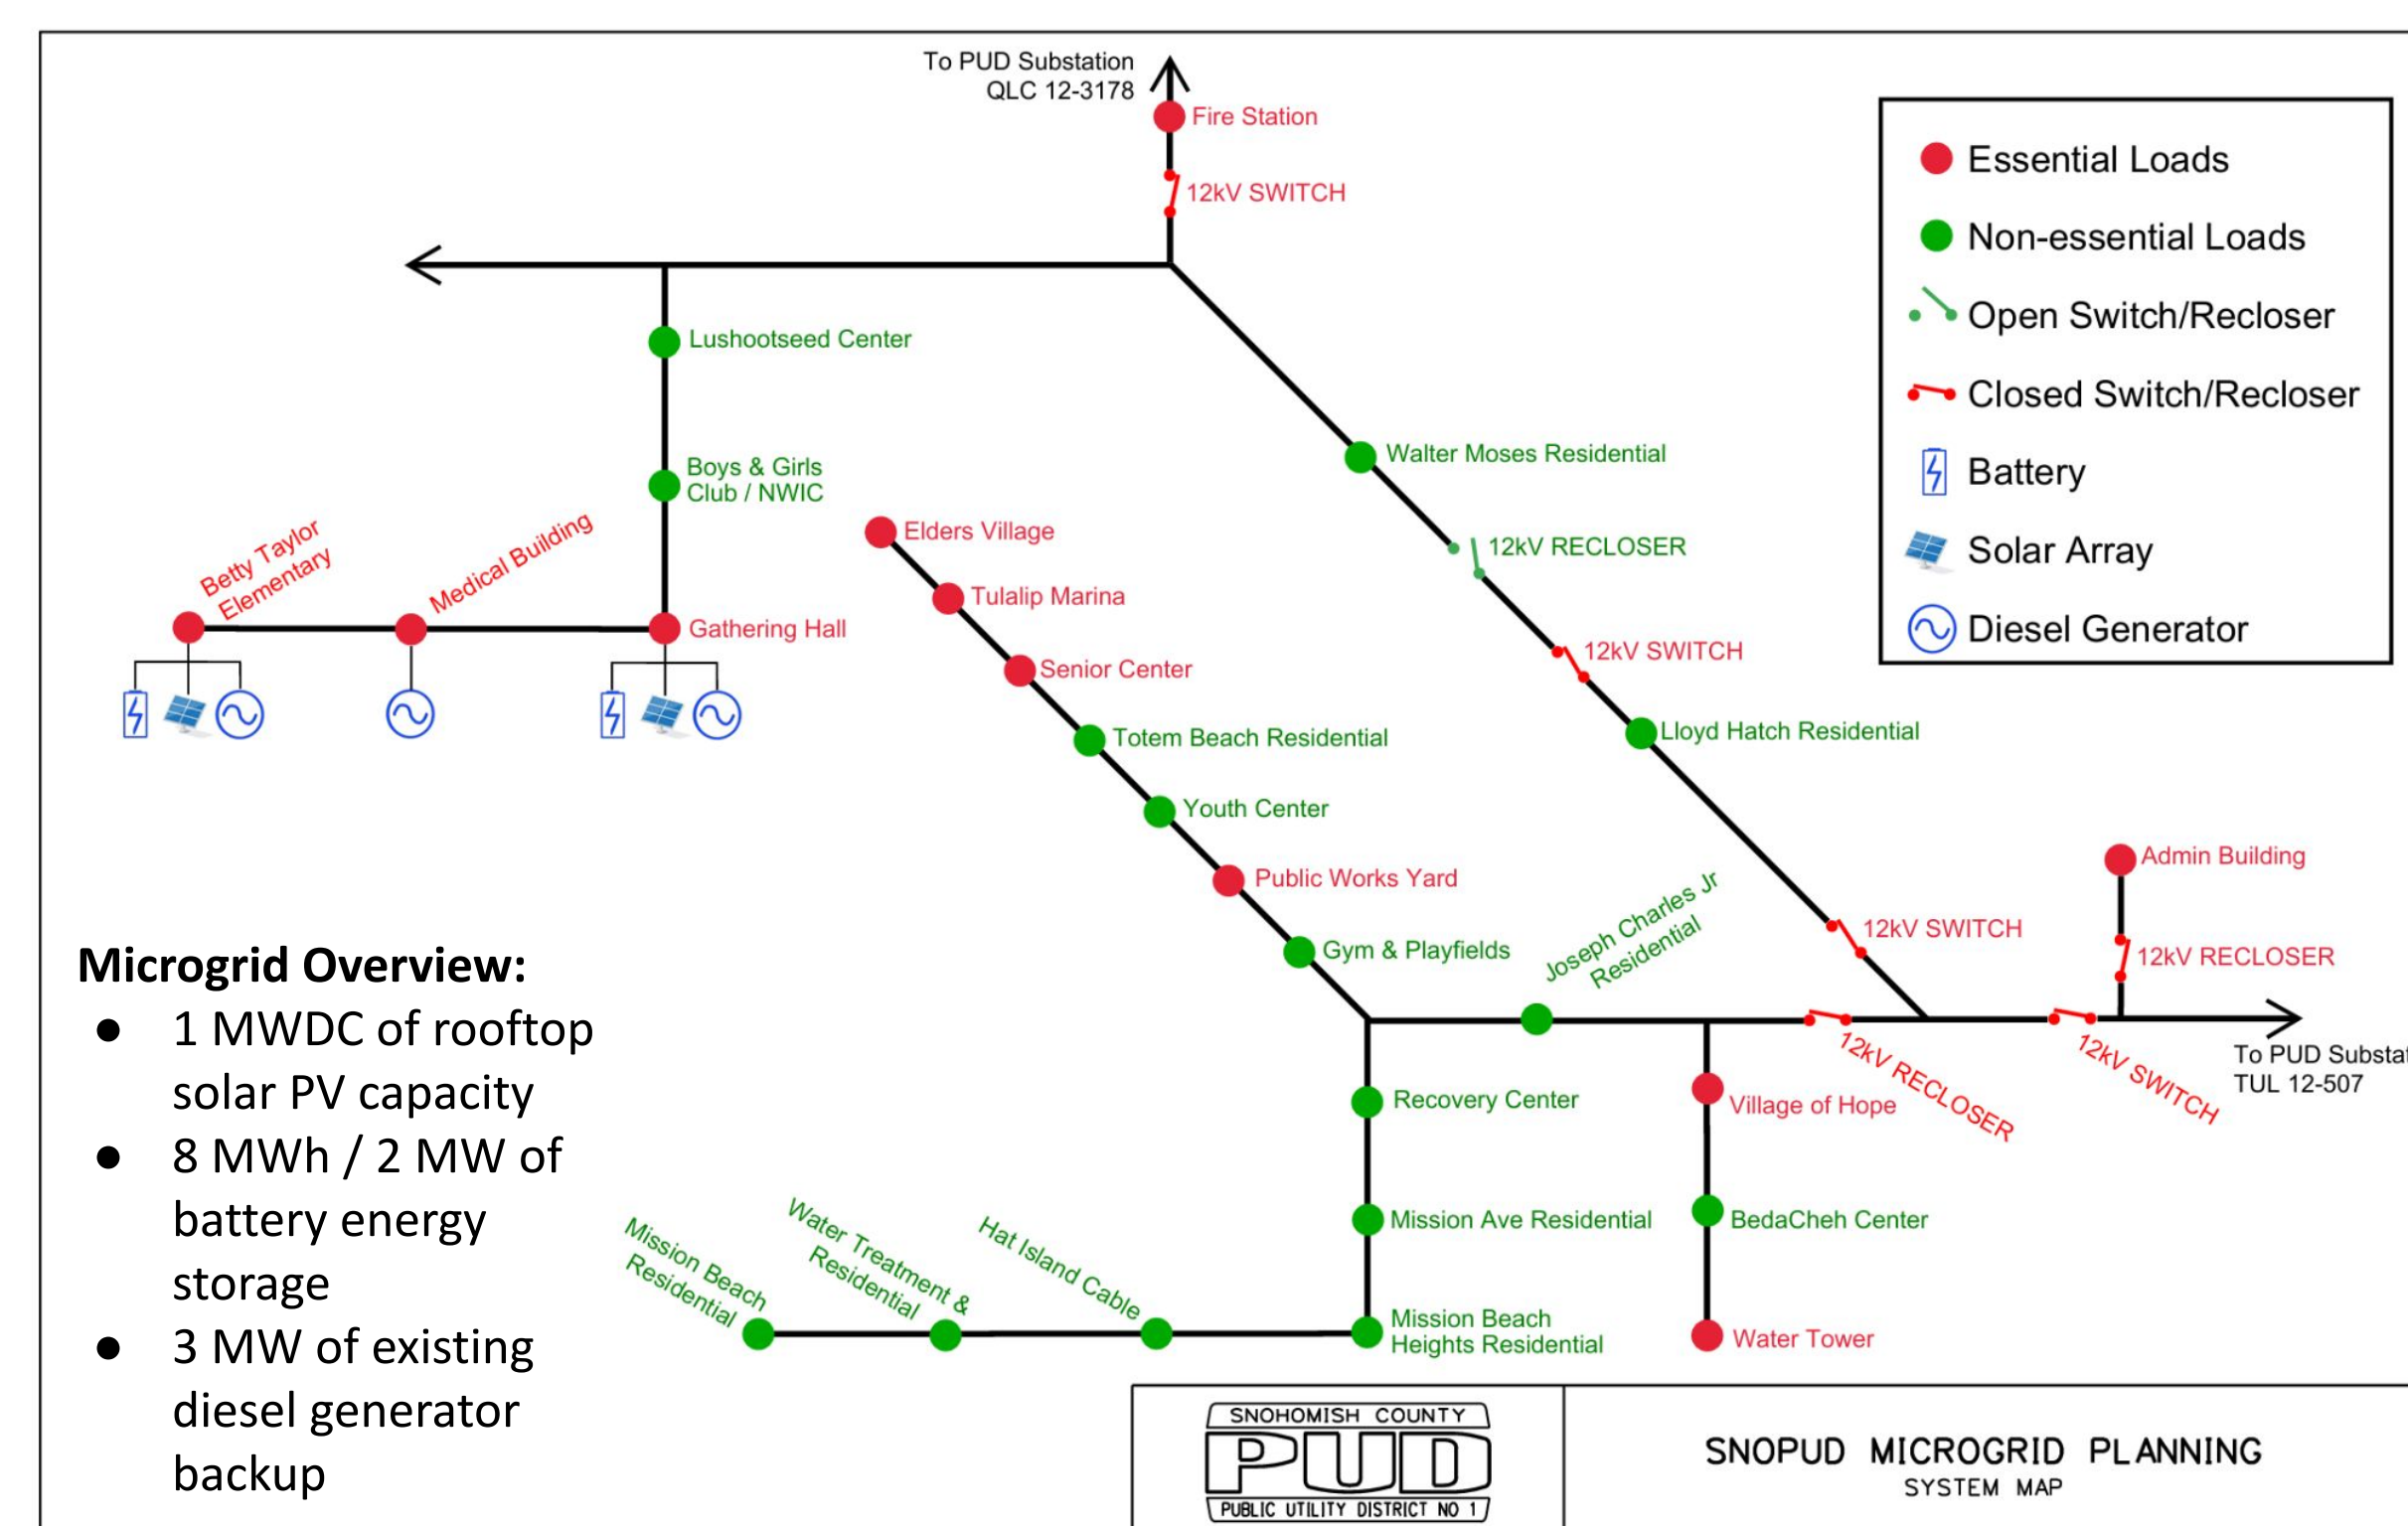 To PUD Substation
QLC 12-3178
Fire Station
12kV SWITCH
Essential Loads
Non-essential Loads
Open Switch/Recloser
Closed Switch/Recloser
Battery
Solar Array
Diesel Generator
Lushootseed Center
Boys & Girls
Club / NWIC
Walter Moses Residential
12kV RECLOSER
Betty Taylor
Elementary
Medical Building
Gathering Hall
Elders Village
Tulalip Marina
Senior Center
12kV SWITCH
Totem Beach Residential
Lloyd Hatch Residential
Youth Center
Public Works Yard
Gym & Playfields
Joseph Charles Jr
Residential
Admin Building
12kV SWITCH
12kV RECLOSER
12kV RECLOSER
12kV SWITCH
To PUD Substat
TUL 12-507
Microgrid Overview:
● 1 MWDC of rooftop
solar PV capacity
● 8 MWh / 2 MW of
battery energy
storage
● 3 MW of existing
diesel generator
backup
Recovery Center
Village of Hope
Mission Ave Residential
BedaCheh Center
Mission Beach
Residential
Water Treatment &
Residential
Hat Island Cable
Mission Beach
Heights Residential
Water Tower
SNOHOMISH COUNTY
PUD
PUBLIC UTILITY DISTRICT NO 1
SNOPUD MICROGRID PLANNING
SYSTEM MAP